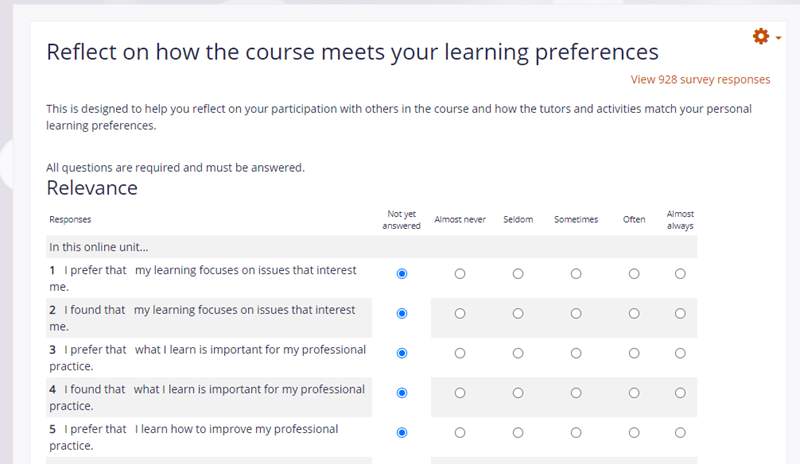 Reflect on how the course meets your learning preferences
View 928 survey responses
This is designed to help you reflect on your participation with others in the course and how the tutors and activities match your personal
learning preferences.
All questions are required and must be answered.
Relevance
Responses Not yet answered Almost never Seldom Sometimes Often Almost always
In this online unit...
1 I prefer that my learning focuses on issues that interest
me.
2 I found that my learning focuses on issues that interest
me.
3 I prefer that what I learn is important for my professional
practice.
4 I found that what I learn is important for my professional
practice.
5 I prefer that I learn how to improve my professional
practice.